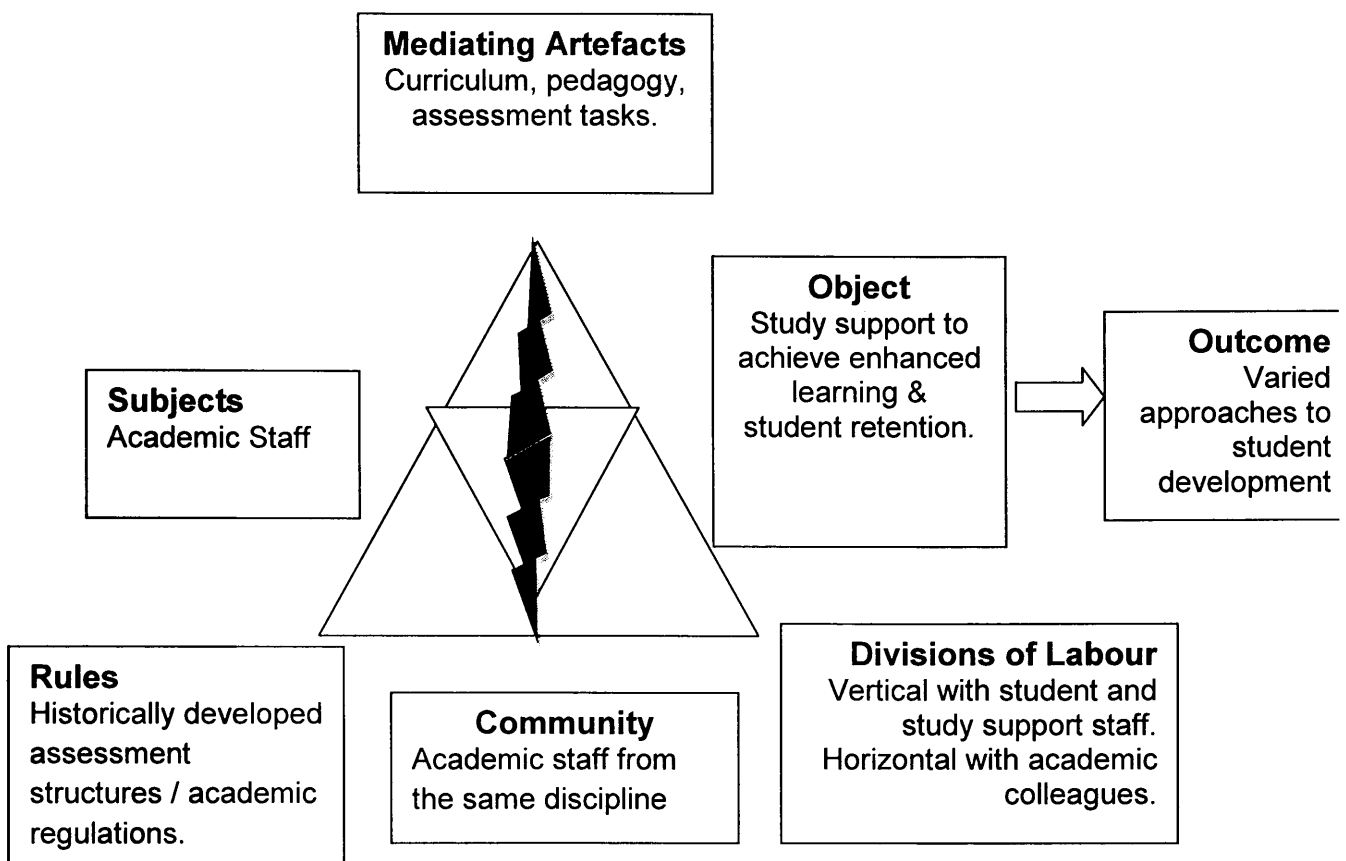 Mediating Artefacts
Curriculum, pedagogy,
assessment tasks.
Object
Study support to
achieve enhanced
learning &
student retention.
Outcome
Varied
approaches to
student
development
Subjects
Academic Staff
Rules
Historically developed
assessment
structures / academic
regulations.
Community
Academic staff from
the same discipline
Divisions of Labour
Vertical with student and
study support staff.
Horizontal with academic
colleagues.